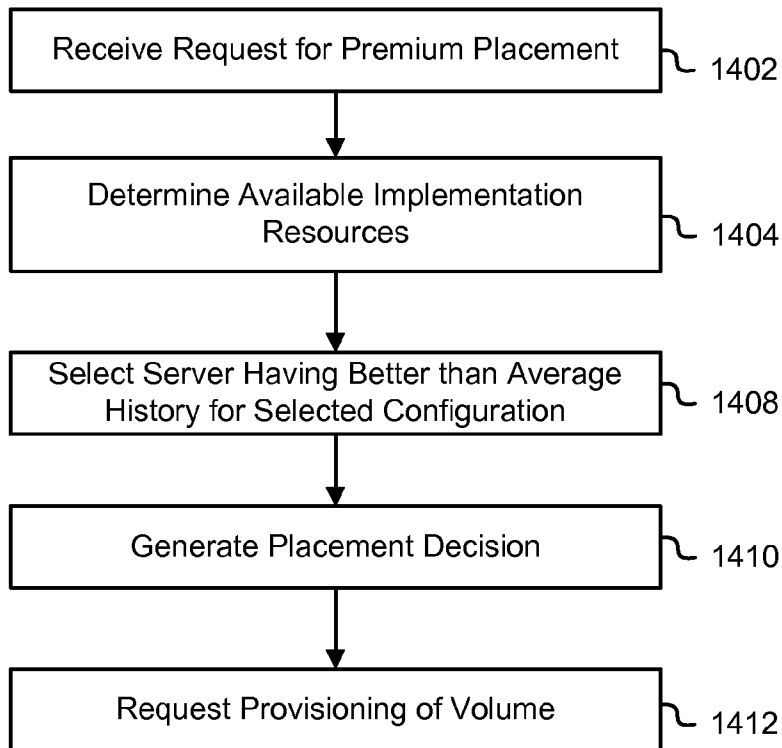 Receive Request for Premium Placement
1402
Determine Available Implementation
Resources
1404
Select Server Having Better than Average
History for Selected Configuration
1408
Generate Placement Decision
1410
Request Provisioning of Volume
1412